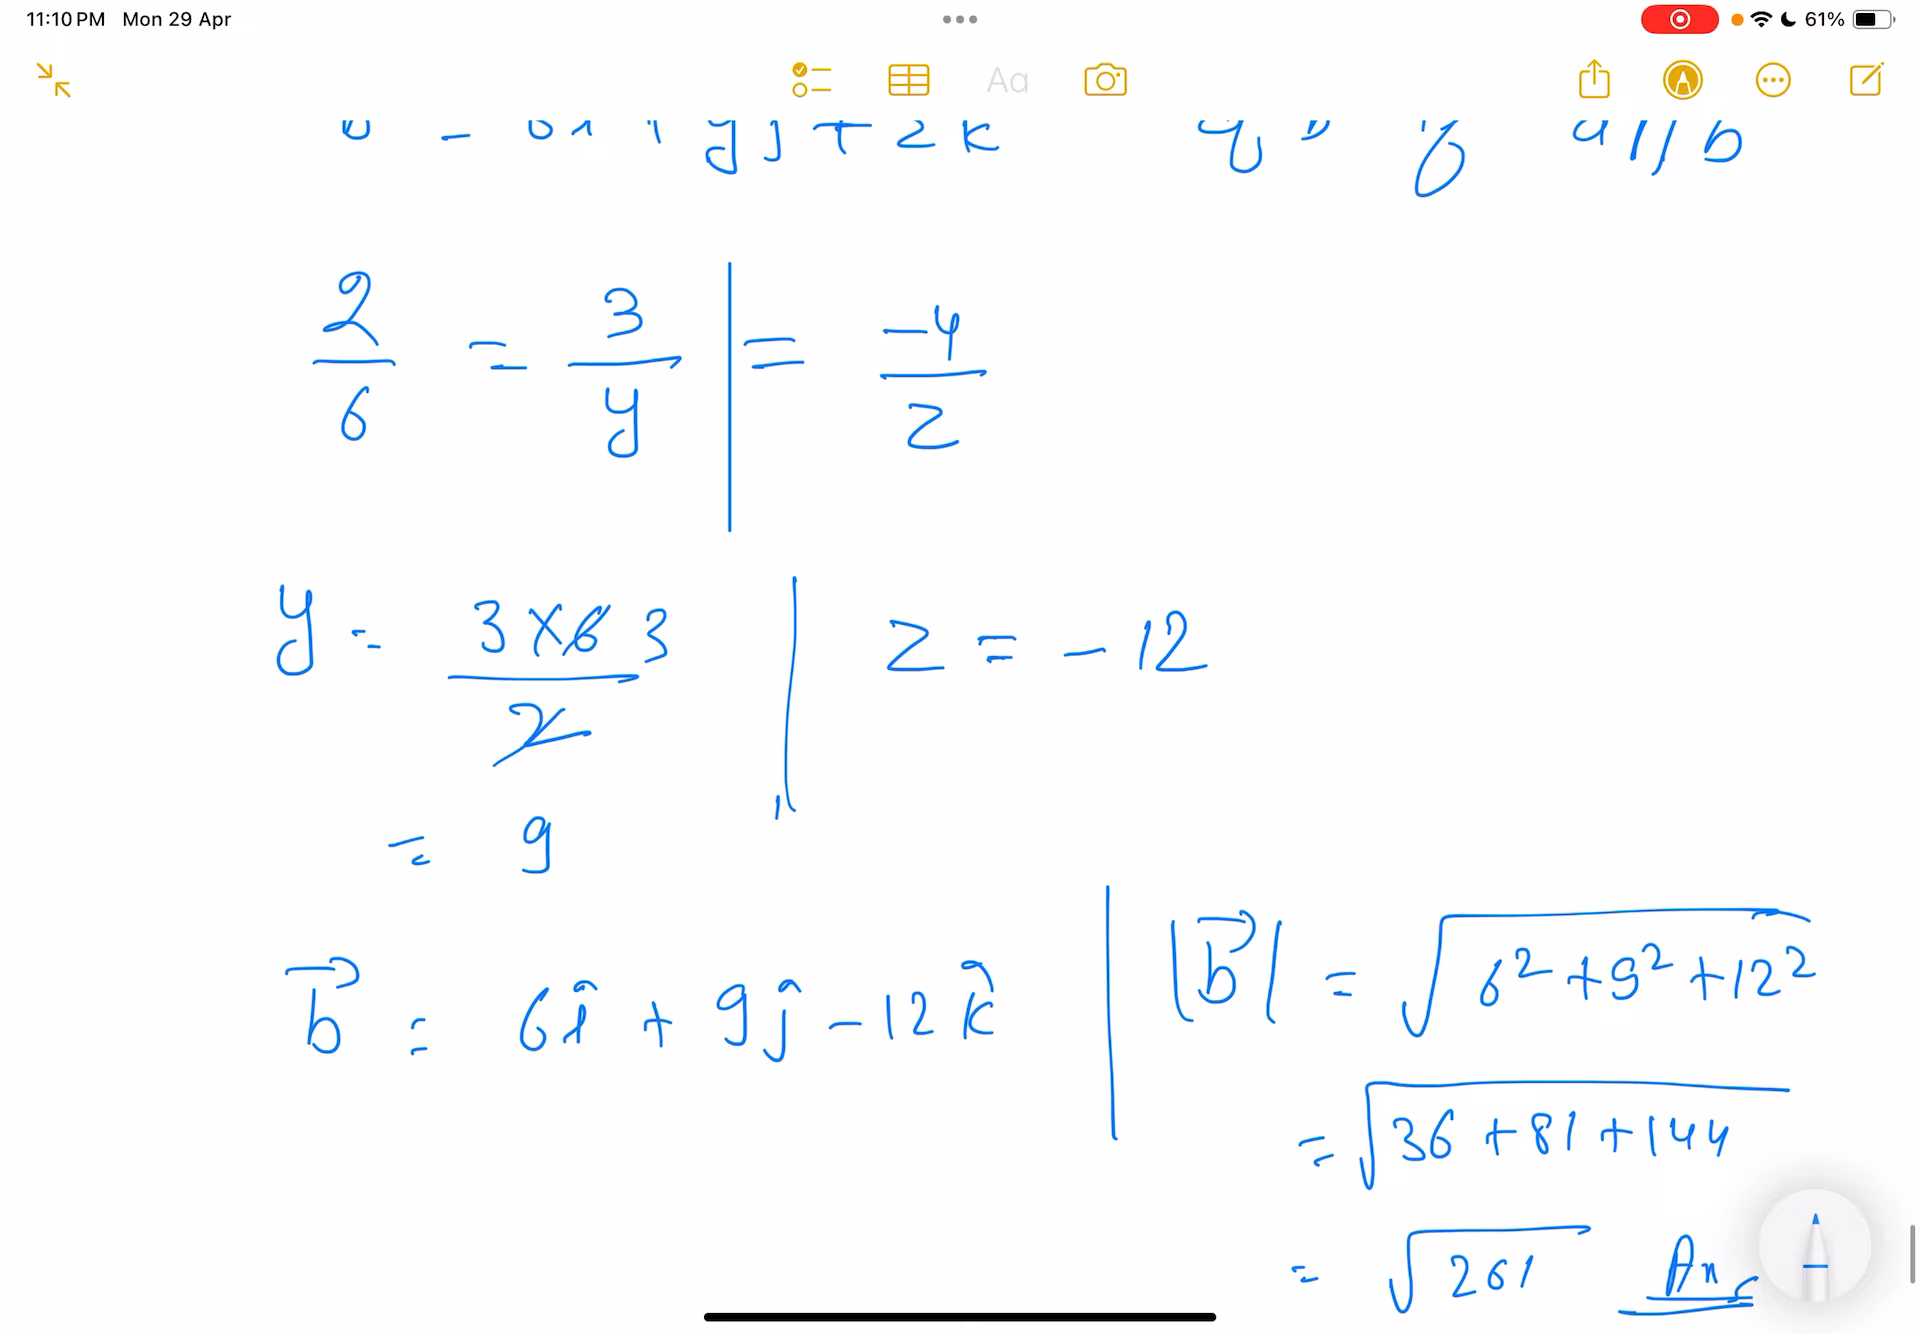 11:10 PM Mon 29 Apr
61%
Aa
2/6 = 3/y | = -4/z
y = 3×6 3 / 2 | z = -12
= 9
b⃗ = 6î + 9ĵ - 12k̂
|b⃗| = √(6² + 9² + 12²)
= √(36 + 81 + 144)
= √261 Ans